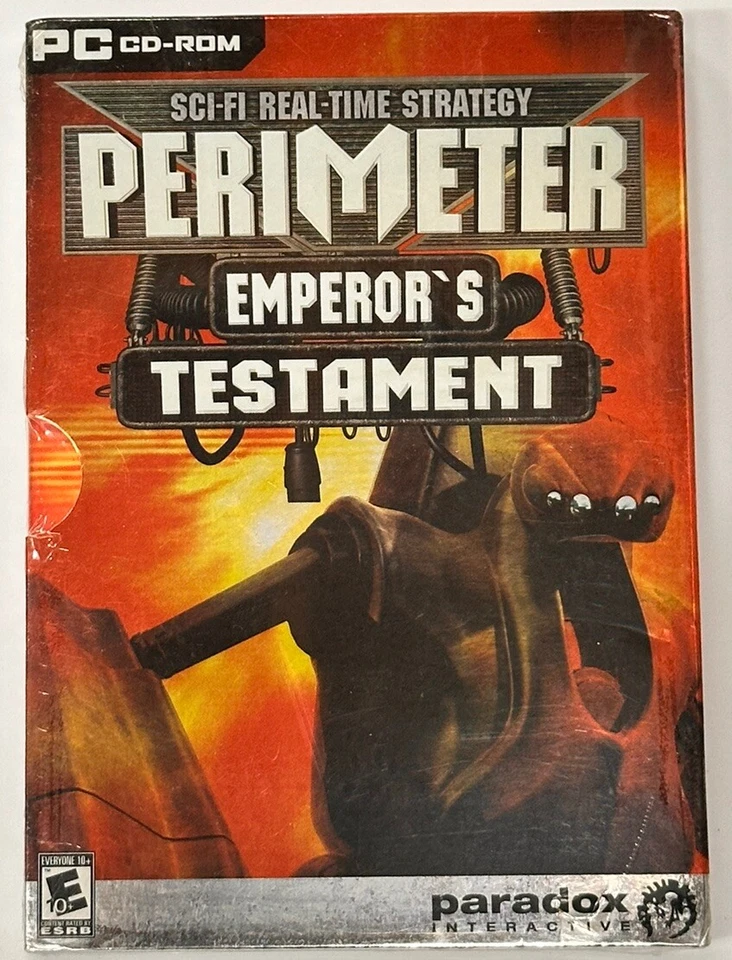 PC CD-ROM
SCI-FI REAL-TIME STRATEGY
PERIMETER
EMPEROR`S
TESTAMENT
EVERYONE 10+
E
10+
CONTENT RATED BY
ESRB
paradox
INTERACTIVE